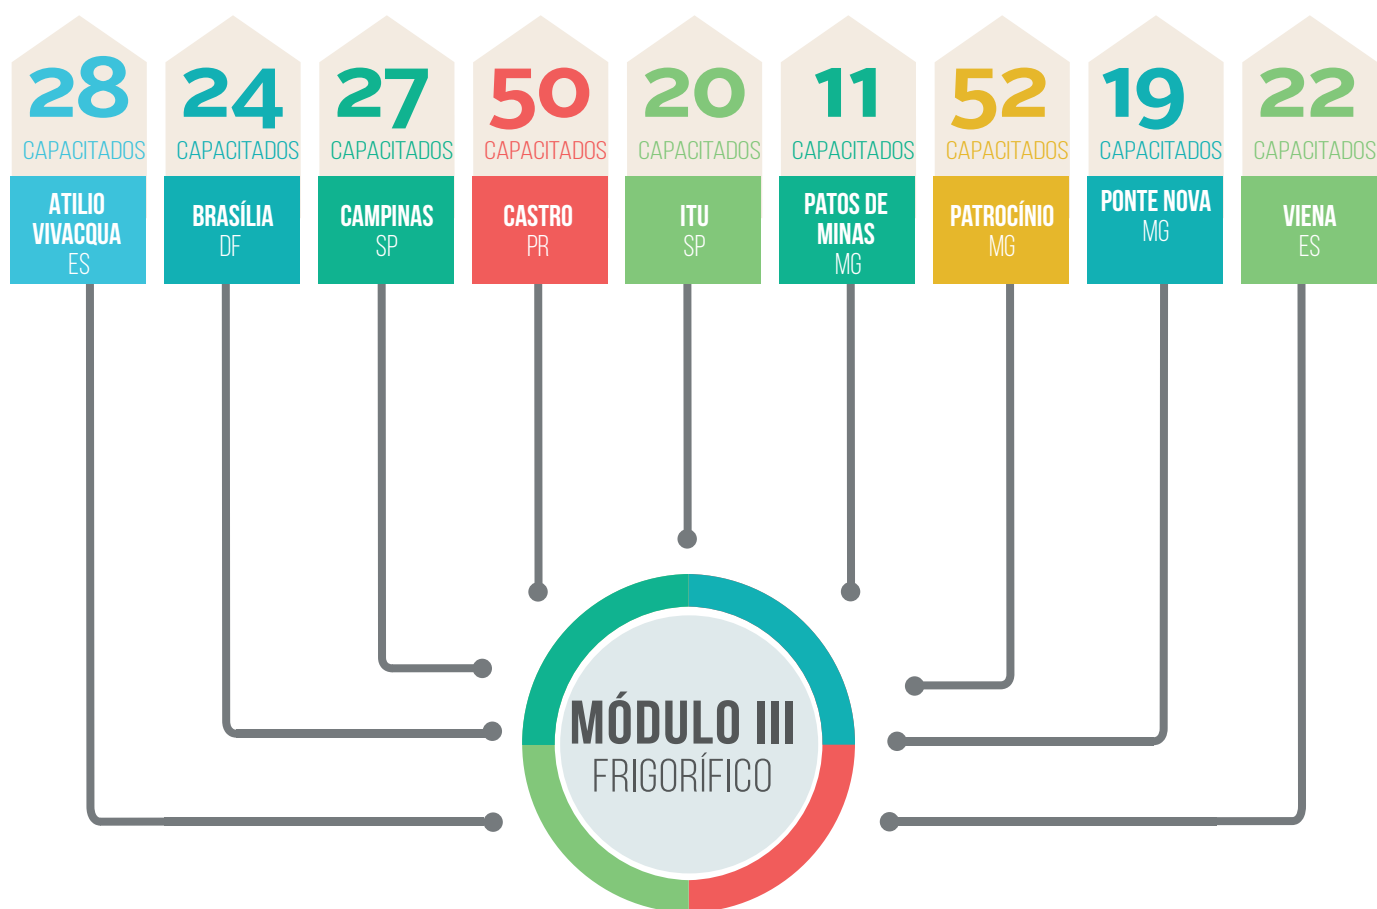 28
CAPACITADOS
ATILIO
VIVACQUA
ES
24
CAPACITADOS
BRASÍLIA
DF
27
CAPACITADOS
CAMPINAS
SP
50
CAPACITADOS
CASTRO
PR
20
CAPACITADOS
ITU
SP
11
CAPACITADOS
PATOS DE
MINAS
MG
52
CAPACITADOS
PATROCÍNIO
MG
19
CAPACITADOS
PONTE NOVA
MG
22
CAPACITADOS
VIENA
ES
MÓDULO III
FRIGORÍFICO